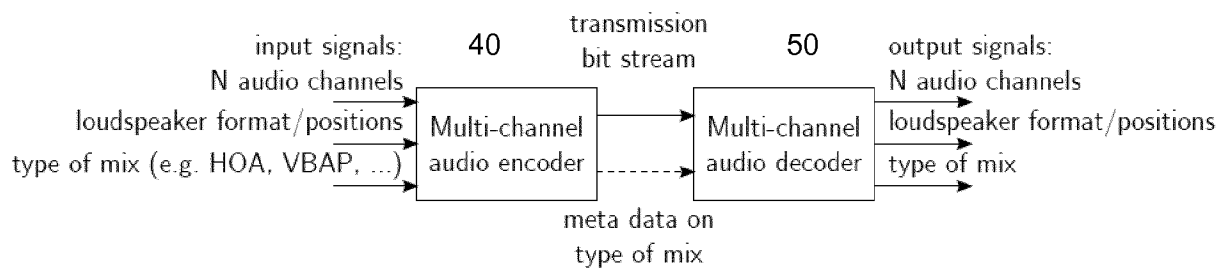 input signals:
N audio channels
loudspeaker format/positions
type of mix (e.g. HOA, VBAP, ...)
40
Multi-channel
audio encoder
transmission
bit stream
meta data on
type of mix
50
Multi-channel
audio decoder
output signals:
N audio channels
loudspeaker format/positions
type of mix